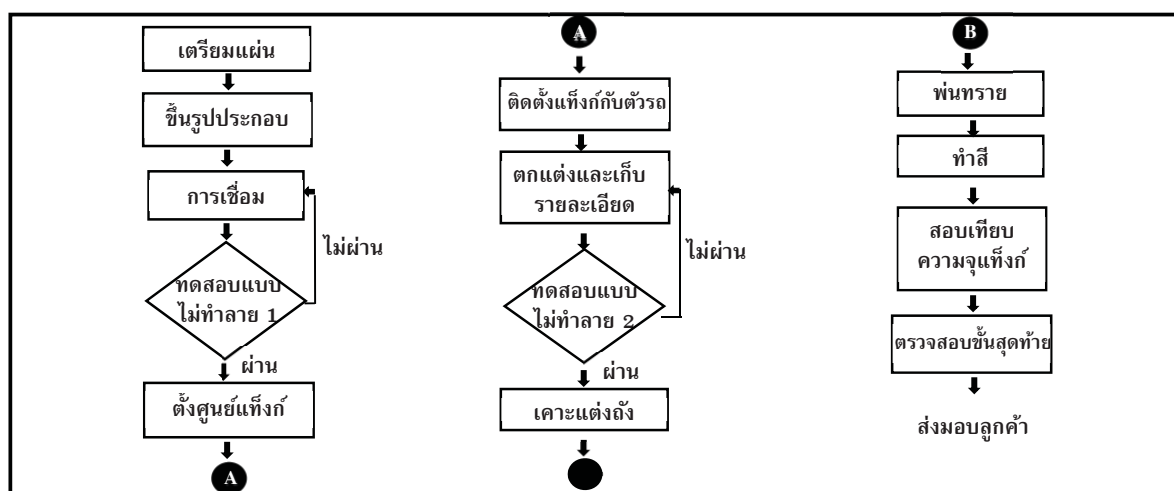 เตรียมแผ่น
ขึ้นรูปประกอบ
การเชื่อม
ไม่ผ่าน
ทดสอบแบบ
ไม่ทำลาย 1
ผ่าน
ตั้งศูนย์แท็งก์
A
A
ติดตั้งแท็งก์กับตัวรถ
ตกแต่งและเก็บ
รายละเอียด
ไม่ผ่าน
ทดสอบแบบ
ไม่ทำลาย 2
ผ่าน
เคาะแต่งถัง
B
พ่นทราย
ทำสี
สอบเทียบ
ความจุแท็งก์
ตรวจสอบขั้นสุดท้าย
ส่งมอบลูกค้า